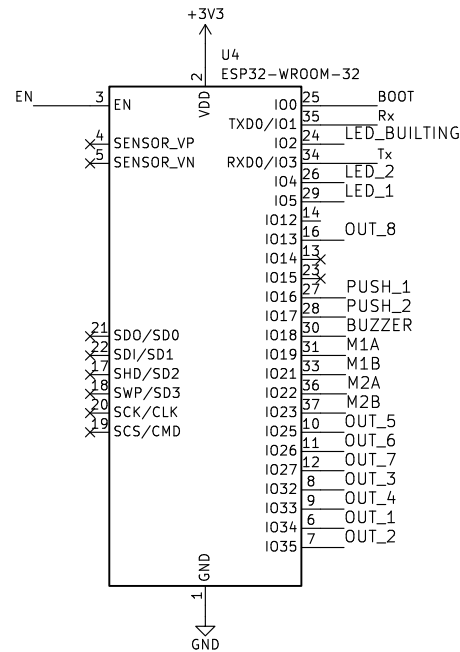 +3V3
U4
ESP32-WROOM-32
2
VDD
EN 3 EN
IO0 25 BOOT
TXD0/IO1 35 Rx
4 SENSOR_VP
IO2 24 LED_BUILTING
5 SENSOR_VN
RXD0/IO3 34 Tx
IO4 26 LED_2
IO5 29 LED_1
IO12 14
IO13 16 OUT_8
IO14 13
IO15 23
IO16 27 PUSH_1
IO17 28 PUSH_2
21 SDO/SD0
IO18 30 BUZZER
22 SDI/SD1
IO19 31 M1A
17 SHD/SD2
IO21 33 M1B
18 SWP/SD3
IO22 36 M2A
20 SCK/CLK
IO23 37 M2B
19 SCS/CMD
IO25 10 OUT_5
IO26 11 OUT_6
IO27 12 OUT_7
IO32 8 OUT_3
IO33 9 OUT_4
IO34 6 OUT_1
IO35 7 OUT_2
GND
1
GND